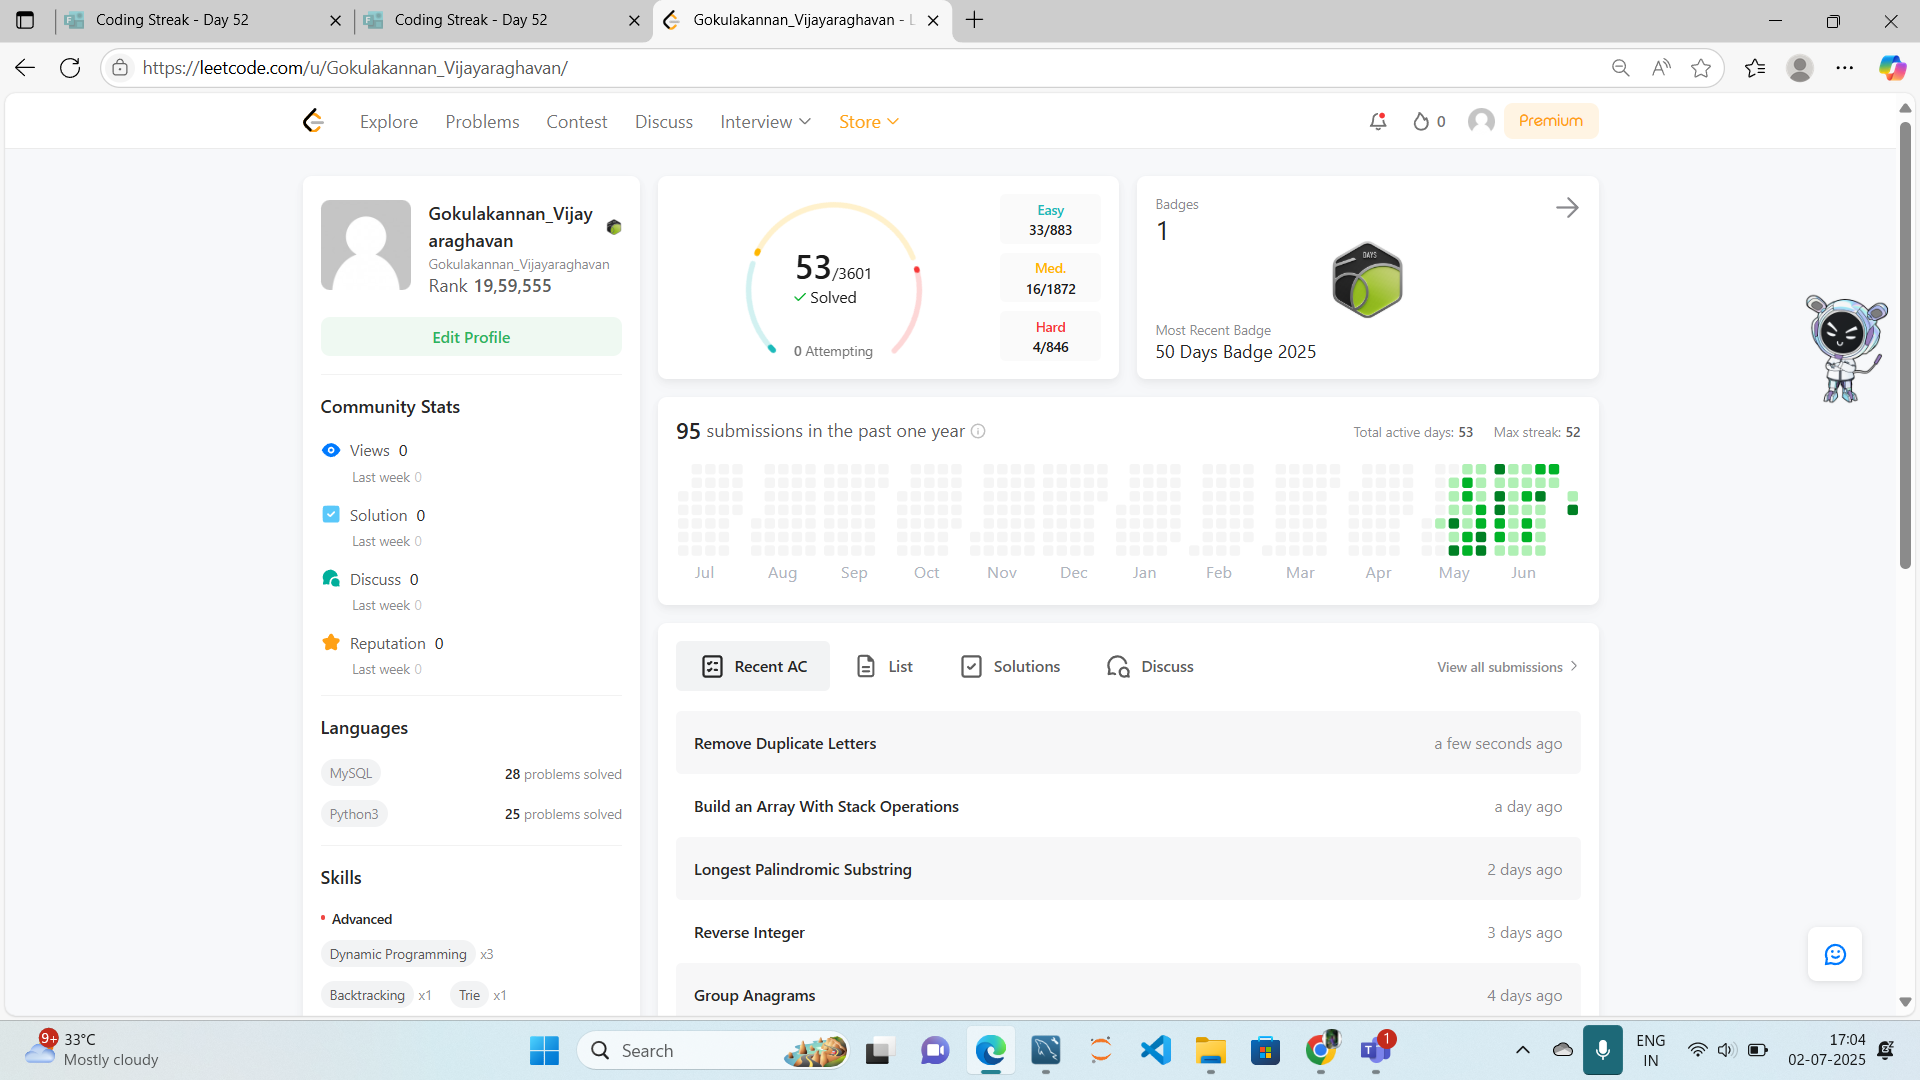 Coding Streak - Day 52
Coding Streak - Day 52
Gokulakannan_Vijayaraghavan - L
https://leetcode.com/u/Gokulakannan_Vijayaraghavan/
Explore
Problems
Contest
Discuss
Interview
Store
0
Premium
Gokulakannan_Vijay
araghavan
Gokulakannan_Vijayaraghavan
Rank 19,59,555
Edit Profile
Community Stats
Views 0
Last week 0
Solution 0
Last week 0
Discuss 0
Last week 0
Reputation 0
Last week 0
Languages
MySQL 28 problems solved
Python3 25 problems solved
Skills
Advanced
Dynamic Programming x3
Backtracking x1 Trie x1
53/3601
Solved
0 Attempting
Easy
33/883
Med.
16/1872
Hard
4/846
Badges
1
DAYS
Most Recent Badge
50 Days Badge 2025
95 submissions in the past one year
Total active days: 53 Max streak: 52
Jul Aug Sep Oct Nov Dec Jan Feb Mar Apr May Jun
Recent AC
List
Solutions
Discuss
View all submissions
Remove Duplicate Letters a few seconds ago
Build an Array With Stack Operations a day ago
Longest Palindromic Substring 2 days ago
Reverse Integer 3 days ago
Group Anagrams 4 days ago
9+
33°C
Mostly cloudy
Search
1
ENG
IN
17:04
02-07-2025